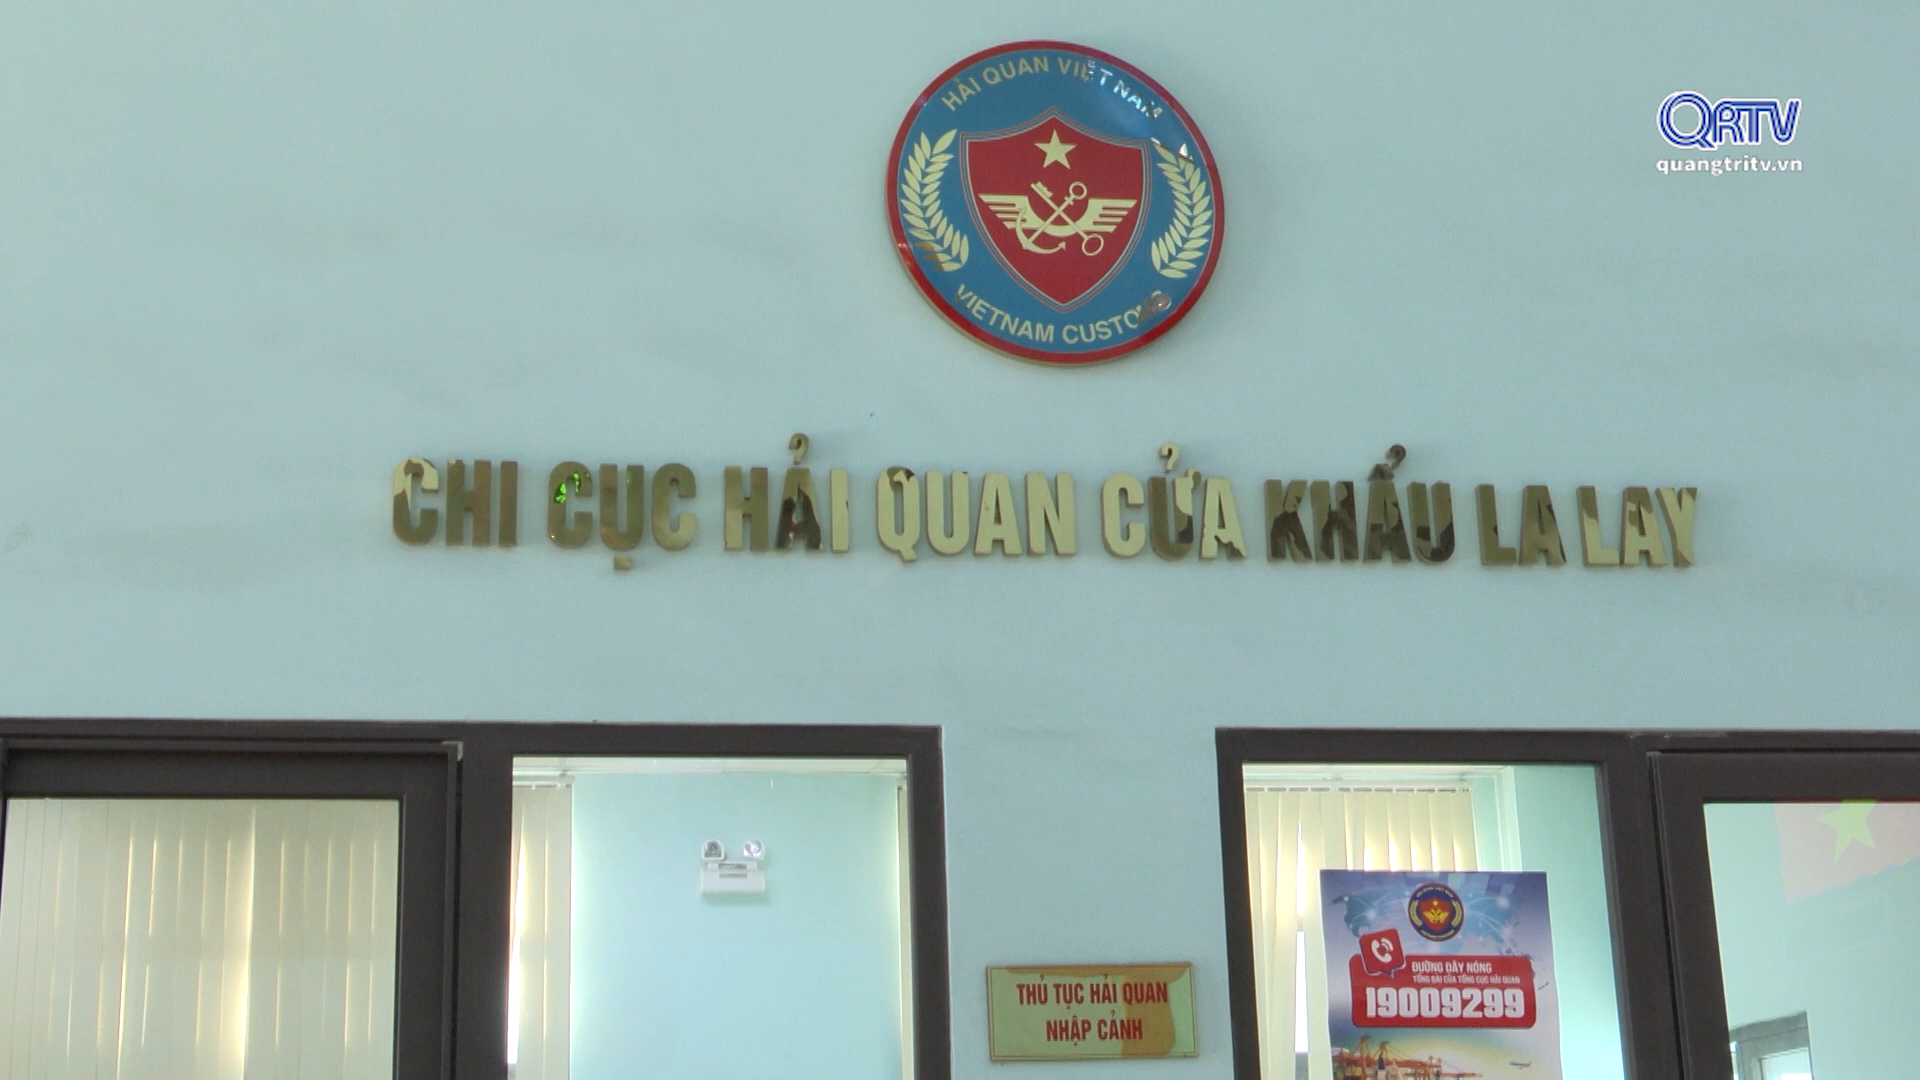 HẢI QUAN VIỆT NAM
VIETNAM CUSTOMS
QRTV
quangtritv.vn
CHI CỤC HẢI QUAN CỬA KHẨU LA LAY
THỦ TỤC HẢI QUAN
NHẬP CẢNH
ĐƯỜNG DÂY NÓNG
TỔNG ĐÀI CỦA TỔNG CỤC HẢI QUAN
19009299